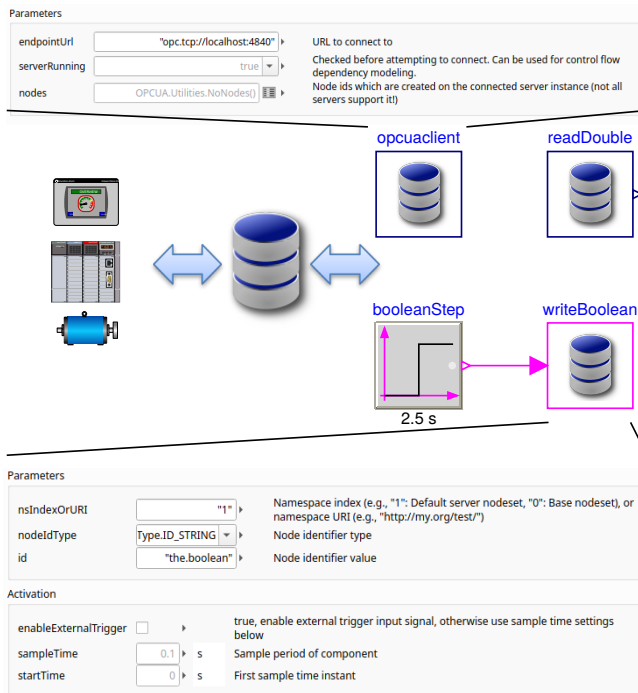 Parameters
endpointUrl "opc.tcp://localhost:4840" URL to connect to
serverRunning true Checked before attempting to connect. Can be used for control flow
dependency modeling.
nodes OPCUA.Utilities.NoNodes() Node ids which are created on the connected server instance (not all
servers support it!)
opcuaclient readDouble
booleanStep writeBoolean
2.5 s
Parameters
nsIndexOrURI "1" Namespace index (e.g., "1": Default server nodeset, "0": Base nodeset), or
namespace URI (e.g., "http://my.org/test/")
nodeIdType Type.ID_STRING Node identifier type
id "the.boolean" Node identifier value
Activation
enableExternalTrigger true, enable external trigger input signal, otherwise use sample time settings
below
sampleTime 0.1 s Sample period of component
startTime 0 s First sample time instant